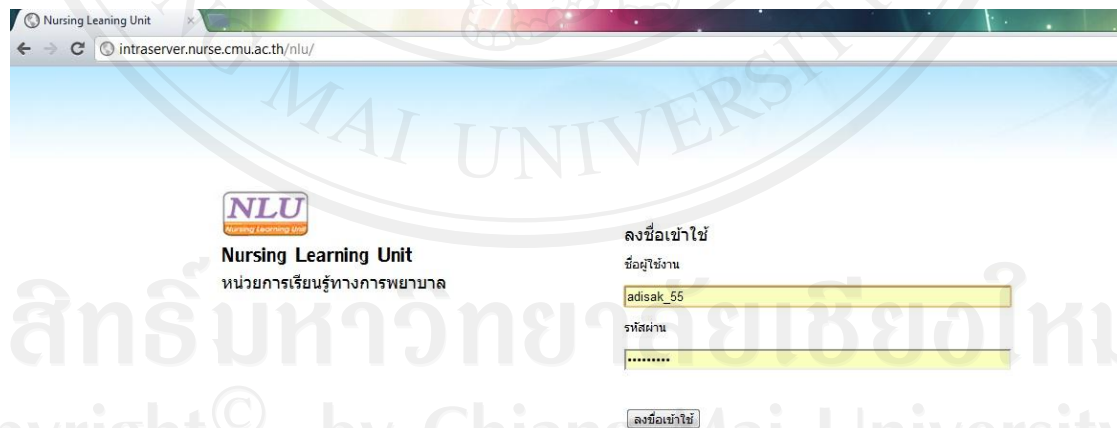 Nursing Leaning Unit
intraserver.nurse.cmu.ac.th/nlu/
MAI UNIVERSITY
NLU
Nursing Learning Unit
Nursing Learning Unit
หน่วยการเรียนรู้ทางการพยาบาล
ลงชื่อเข้าใช้
ชื่อผู้ใช้งาน
adisak_55
รหัสผ่าน
•••••••••
ลงชื่อเข้าใช้
สิทธิ์มหาวิทยาลัยเชียงใหม่
Copyright© by Chiang Mai University